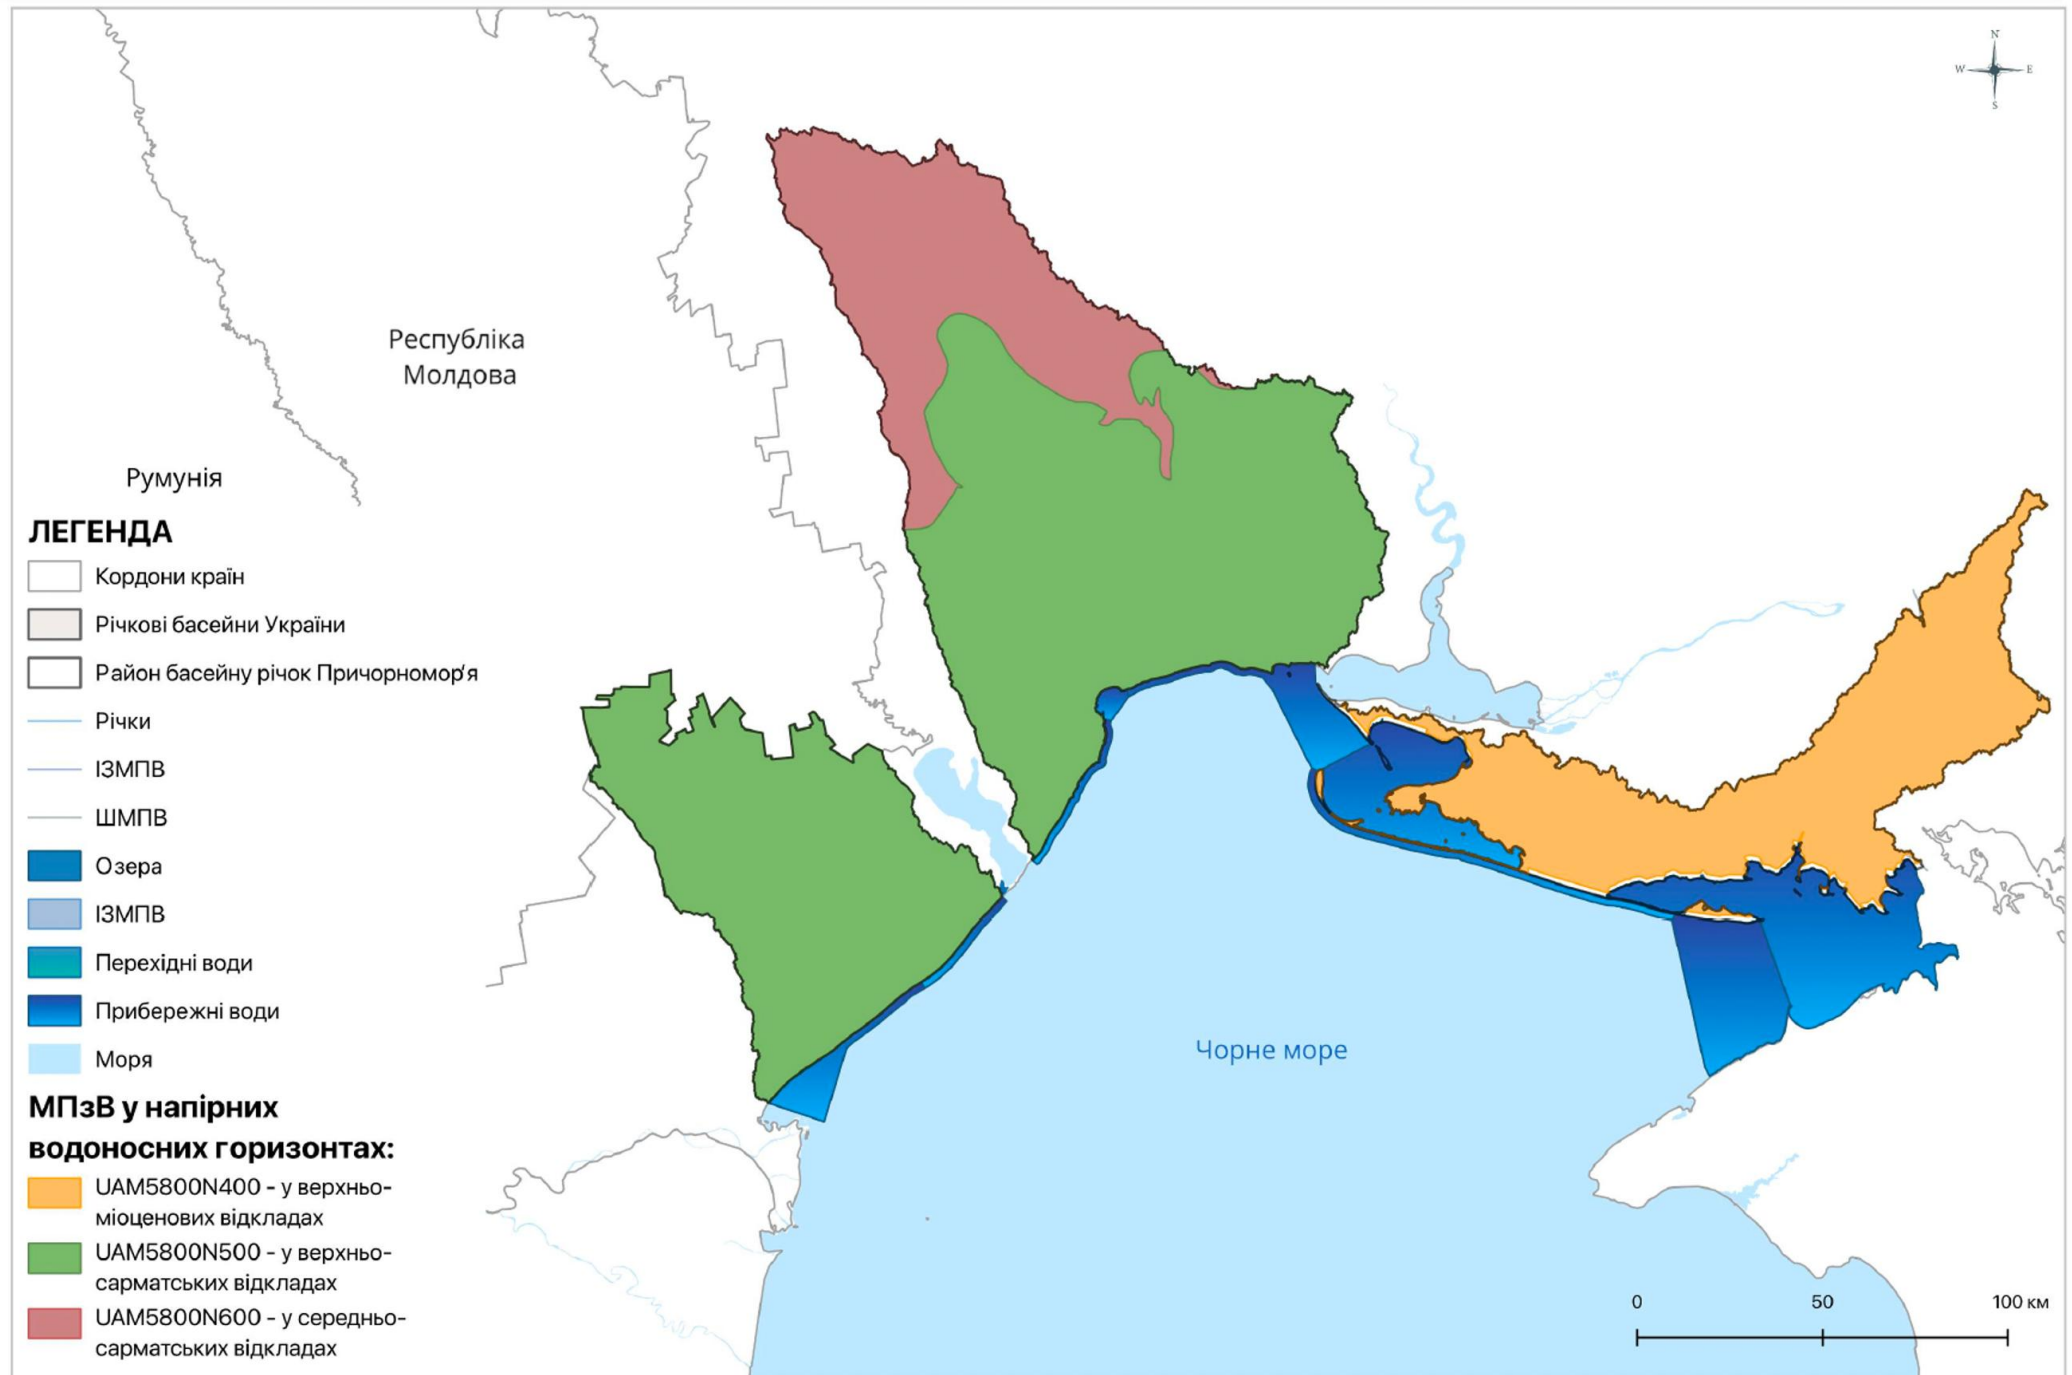 N
W E
S
Республіка
Молдова
Румунія
ЛЕГЕНДА
Кордони країн
Річкові басейни України
Район басейну річок Причорномор'я
Річки
ІЗМПВ
ШМПВ
Озера
ІЗМПВ
Перехідні води
Прибережні води
Моря
МПзВ у напірних
водоносних горизонтах:
UAM5800N400 - у верхньо-
міоценових відкладах
UAM5800N500 - у верхньо-
сарматських відкладах
UAM5800N600 - у середньо-
сарматських відкладах
Чорне море
0 50 100 км